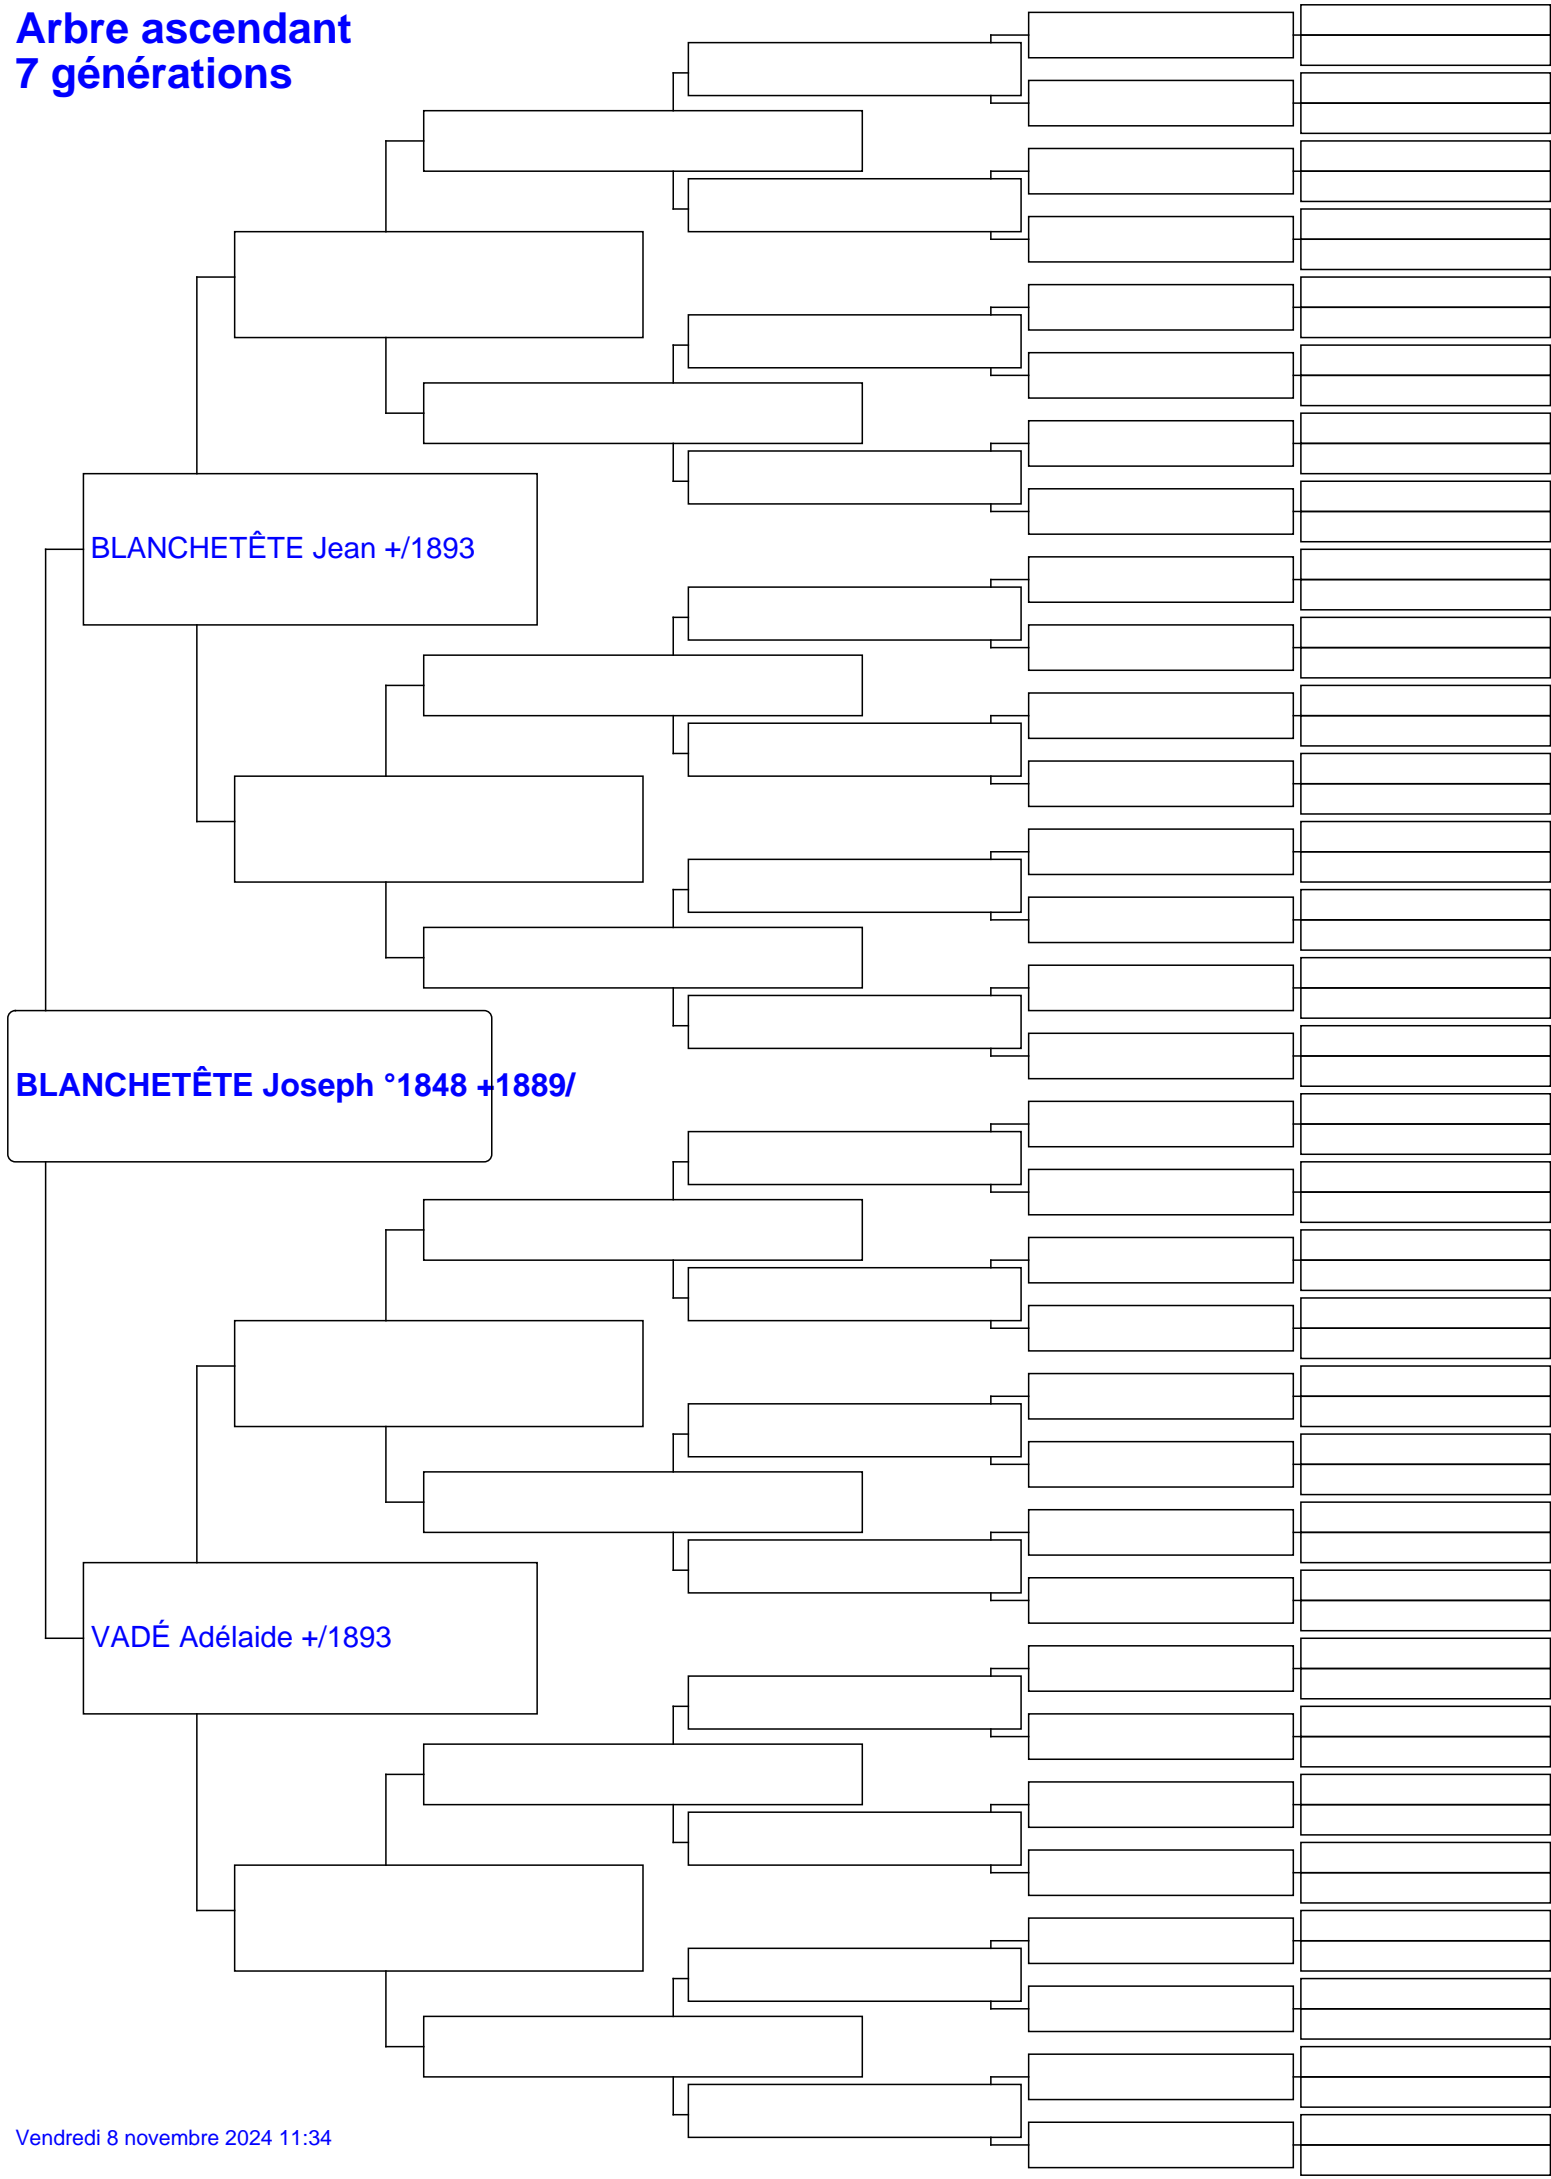 Arbre ascendant
7 générations
BLANCHETÊTE Jean +/1893
BLANCHETÊTE Joseph °1848 +1889/
VADÉ Adélaide +/1893
Vendredi 8 novembre 2024 11:34